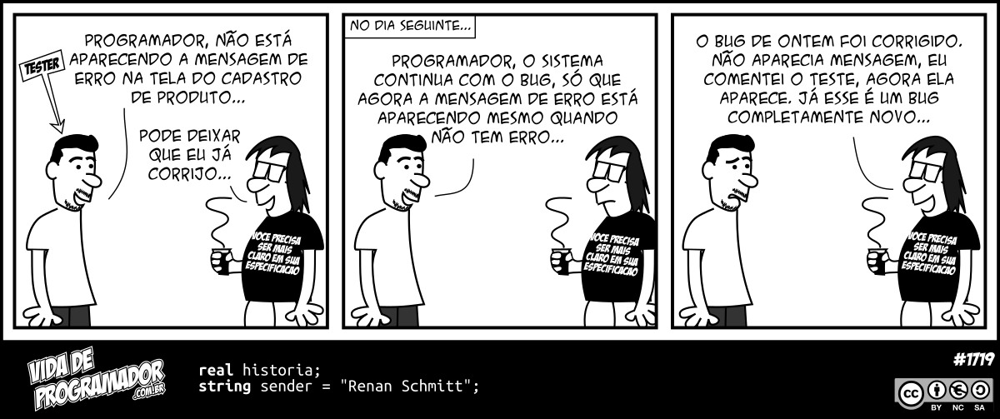 TESTER
PROGRAMADOR, NÃO ESTÁ
APARECENDO A MENSAGEM DE
ERRO NA TELA DO CADASTRO
DE PRODUTO...
PODE DEIXAR
QUE EU JÁ
CORRIJO...
VOCE PRECISA
SER MAIS
CLARO EM SUA
ESPECIFICACAO
NO DIA SEGUINTE...
PROGRAMADOR, O SISTEMA
CONTINUA COM O BUG, SÓ QUE
AGORA A MENSAGEM DE ERRO ESTÁ
APARECENDO MESMO QUANDO
NÃO TEM ERRO...
VOCE PRECISA
SER MAIS
CLARO EM SUA
ESPECIFICACAO
O BUG DE ONTEM FOI CORRIGIDO.
NÃO APARECIA MENSAGEM, EU
COMENTEI O TESTE, AGORA ELA
APARECE. JÁ ESSE É UM BUG
COMPLETAMENTE NOVO...
VOCE PRECISA
SER MAIS
CLARO EM SUA
ESPECIFICACAO
VIDA DE
PROGRAMADOR
.COM.BR
real historia;
string sender = "Renan Schmitt";
#1719
cc
BY NC SA